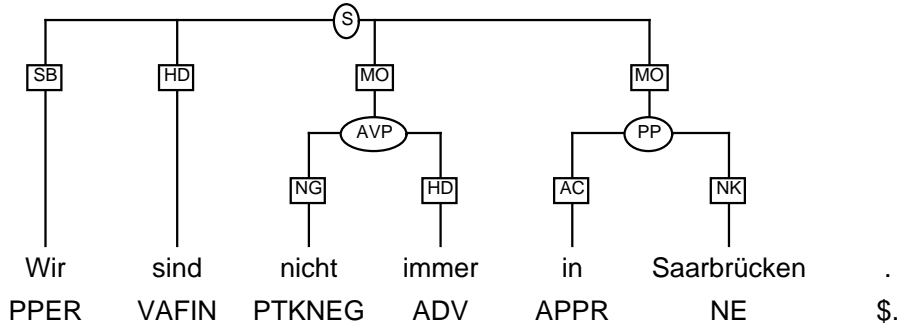 S
SB HD MO MO
AVP PP
NG HD AC NK
Wir sind nicht immer in Saarbrücken .
PPER VAFIN PTKNEG ADV APPR NE $.